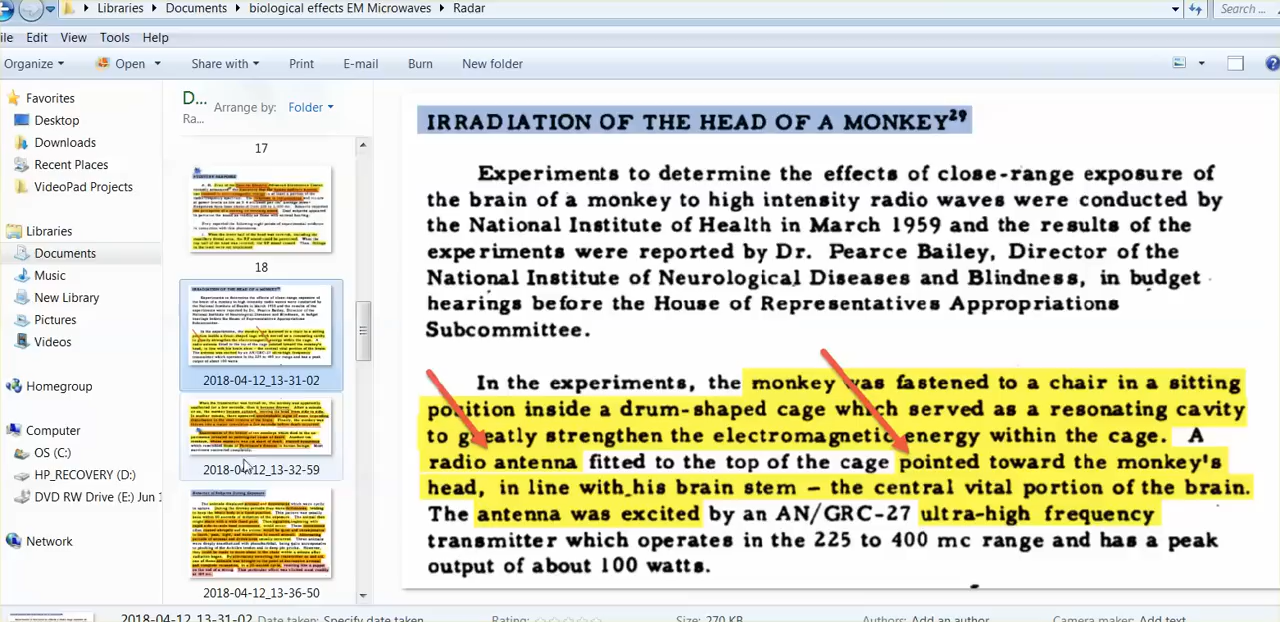 Libraries Documents biological effects EM Microwaves Radar
Search ...
ile Edit View Tools Help
Organize Open Share with Print E-mail Burn New folder
Favorites
Desktop
Downloads
Recent Places
VideoPad Projects
Libraries
Documents
Music
New Library
Pictures
Videos
Homegroup
Computer
OS (C:)
HP_RECOVERY (D:)
DVD RW Drive (E:) Jun 1
Network
D...
Ra...
Arrange by: Folder
17
18
2018-04-12_13-31-02
2018-04-12_13-32-59
2018-04-12_13-36-50
IRRADIATION OF THE HEAD OF A MONKEY29
Experiments to determine the effects of close-range exposure of
the brain of a monkey to high intensity radio waves were conducted by
the National Institute of Health in March 1959 and the results of the
experiments were reported by Dr. Pearce Bailey, Director of the
National Institute of Neurological Diseases and Blindness, in budget
hearings before the House of Representatives Appropriations
Subcommittee.
In the experiments, the monkey was fastened to a chair in a sitting
position inside a drum-shaped cage which served as a resonating cavity
to greatly strengthen the electromagnetic energy within the cage. A
radio antenna fitted to the top of the cage pointed toward the monkey's
head, in line with his brain stem — the central vital portion of the brain.
The antenna was excited by an AN/GRC-27 ultra-high frequency
transmitter which operates in the 225 to 400 mc range and has a peak
output of about 100 watts.
2018-04-12_13-31-02 Date taken: Specify date taken Rating: Size: 270 KB Authors: Add an author Camera maker: Add text